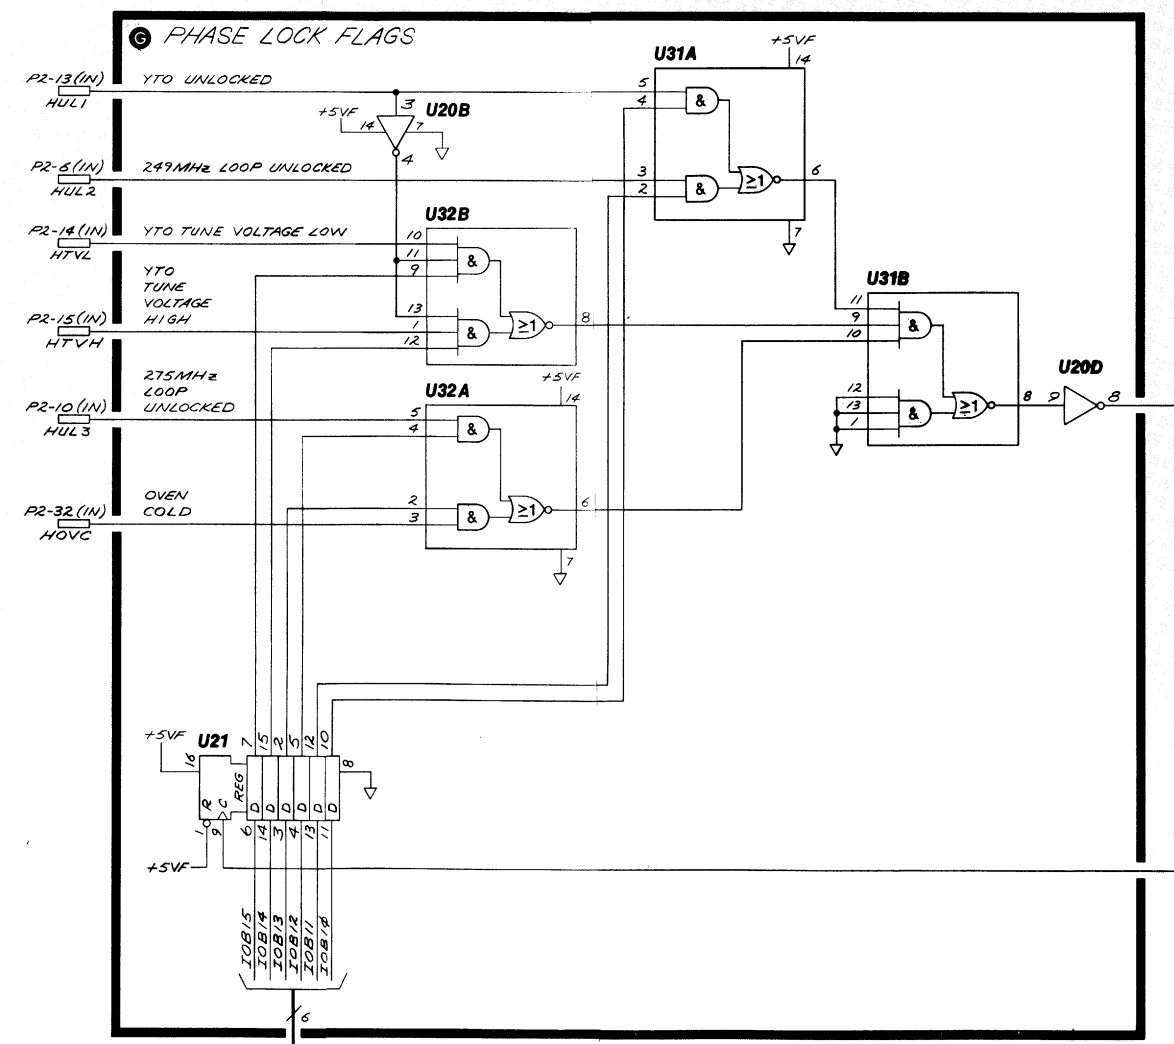 G PHASE LOCK FLAGS
P2-13(IN) YTO UNLOCKED
HUL1
+5VF 14 3 7 4
U20B
P2-6(IN) 249MHz LOOP UNLOCKED
HUL2
P2-14(IN) YTO TUNE VOLTAGE LOW
HTVL
YTO
TUNE
VOLTAGE
HIGH
P2-15(IN)
HTVH
275MHz
LOOP
UNLOCKED
P2-10(IN)
HUL3
OVEN
COLD
P2-32(IN)
HOVC
U32B
10
11
9
&
13
1
12
&
≥1
8
U32A
+5VF
14
5
4
&
2
3
&
≥1
6
7
U31A
+5VF
14
5
4
&
3
2
&
≥1
6
7
U31B
11
9
10
&
12
13
1
&
≥1
8
U20D
9 8
+5VF
U21
16
7 15 2 5 12 10
8
R C REG
D D D D D D
1 9 6 14 3 4 13 11
+5VF
IOB15
IOB14
IOB13
IOB12
IOB11
IOB1Ø
6